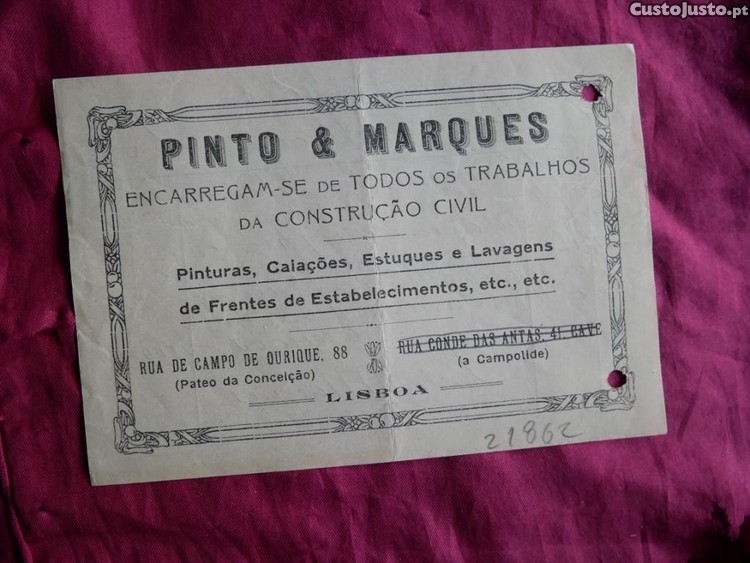 CustoJusto.pt
PINTO & MARQUES
ENCARREGAM-SE DE TODOS OS TRABALHOS
DA CONSTRUÇÃO CIVIL
Pinturas, Caiações, Estuques e Lavagens
de Frentes de Estabelecimentos, etc., etc.
RUA DE CAMPO DE OURIQUE, 88
(Pateo da Conceição)
RUA CONDE DAS ANTAS, 41, CAVE
(a Campolide)
LISBOA
21862